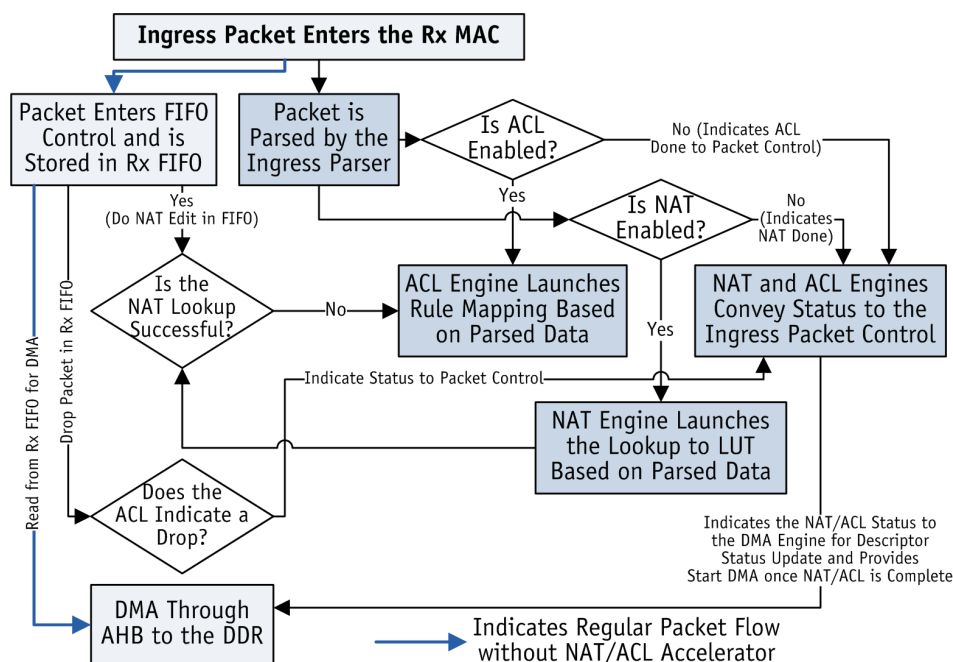 Ingress Packet Enters the Rx MAC
Packet Enters FIFO
Control and is
Stored in Rx FIFO
Packet is
Parsed by the
Ingress Parser
Is ACL
Enabled?
No (Indicates ACL
Done to Packet Control)
Yes
(Do NAT Edit in FIFO)
Yes
Is NAT
Enabled?
No
(Indicates
NAT Done)
Is the
NAT Lookup
Successful?
No
ACL Engine Launches
Rule Mapping Based
on Parsed Data
NAT and ACL Engines
Convey Status to the
Ingress Packet Control
Yes
Read from Rx FIFO for DMA
Drop Packet in Rx FIFO
Indicate Status to Packet Control
NAT Engine Launches
the Lookup to LUT
Based on Parsed Data
Does the
ACL Indicate a
Drop?
Indicates the NAT/ACL Status to
the DMA Engine for Descriptor
Status Update and Provides
Start DMA once NAT/ACL is Complete
DMA Through
AHB to the DDR
Indicates Regular Packet Flow
without NAT/ACL Accelerator